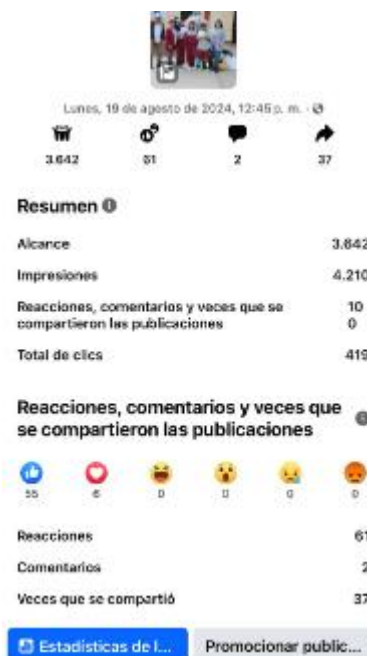 Lunes, 19 de agosto de 2024, 12:45 p. m.
3.642 61 2 37
Resumen
Alcance 3.642
Impresiones 4.210
Reacciones, comentarios y veces que se 10
compartieron las publicaciones 0
Total de clics 419
Reacciones, comentarios y veces que
se compartieron las publicaciones
55 6 0 0 0 0
Reacciones 61
Comentarios 2
Veces que se compartió 37
Estadísticas de l... Promocionar public...